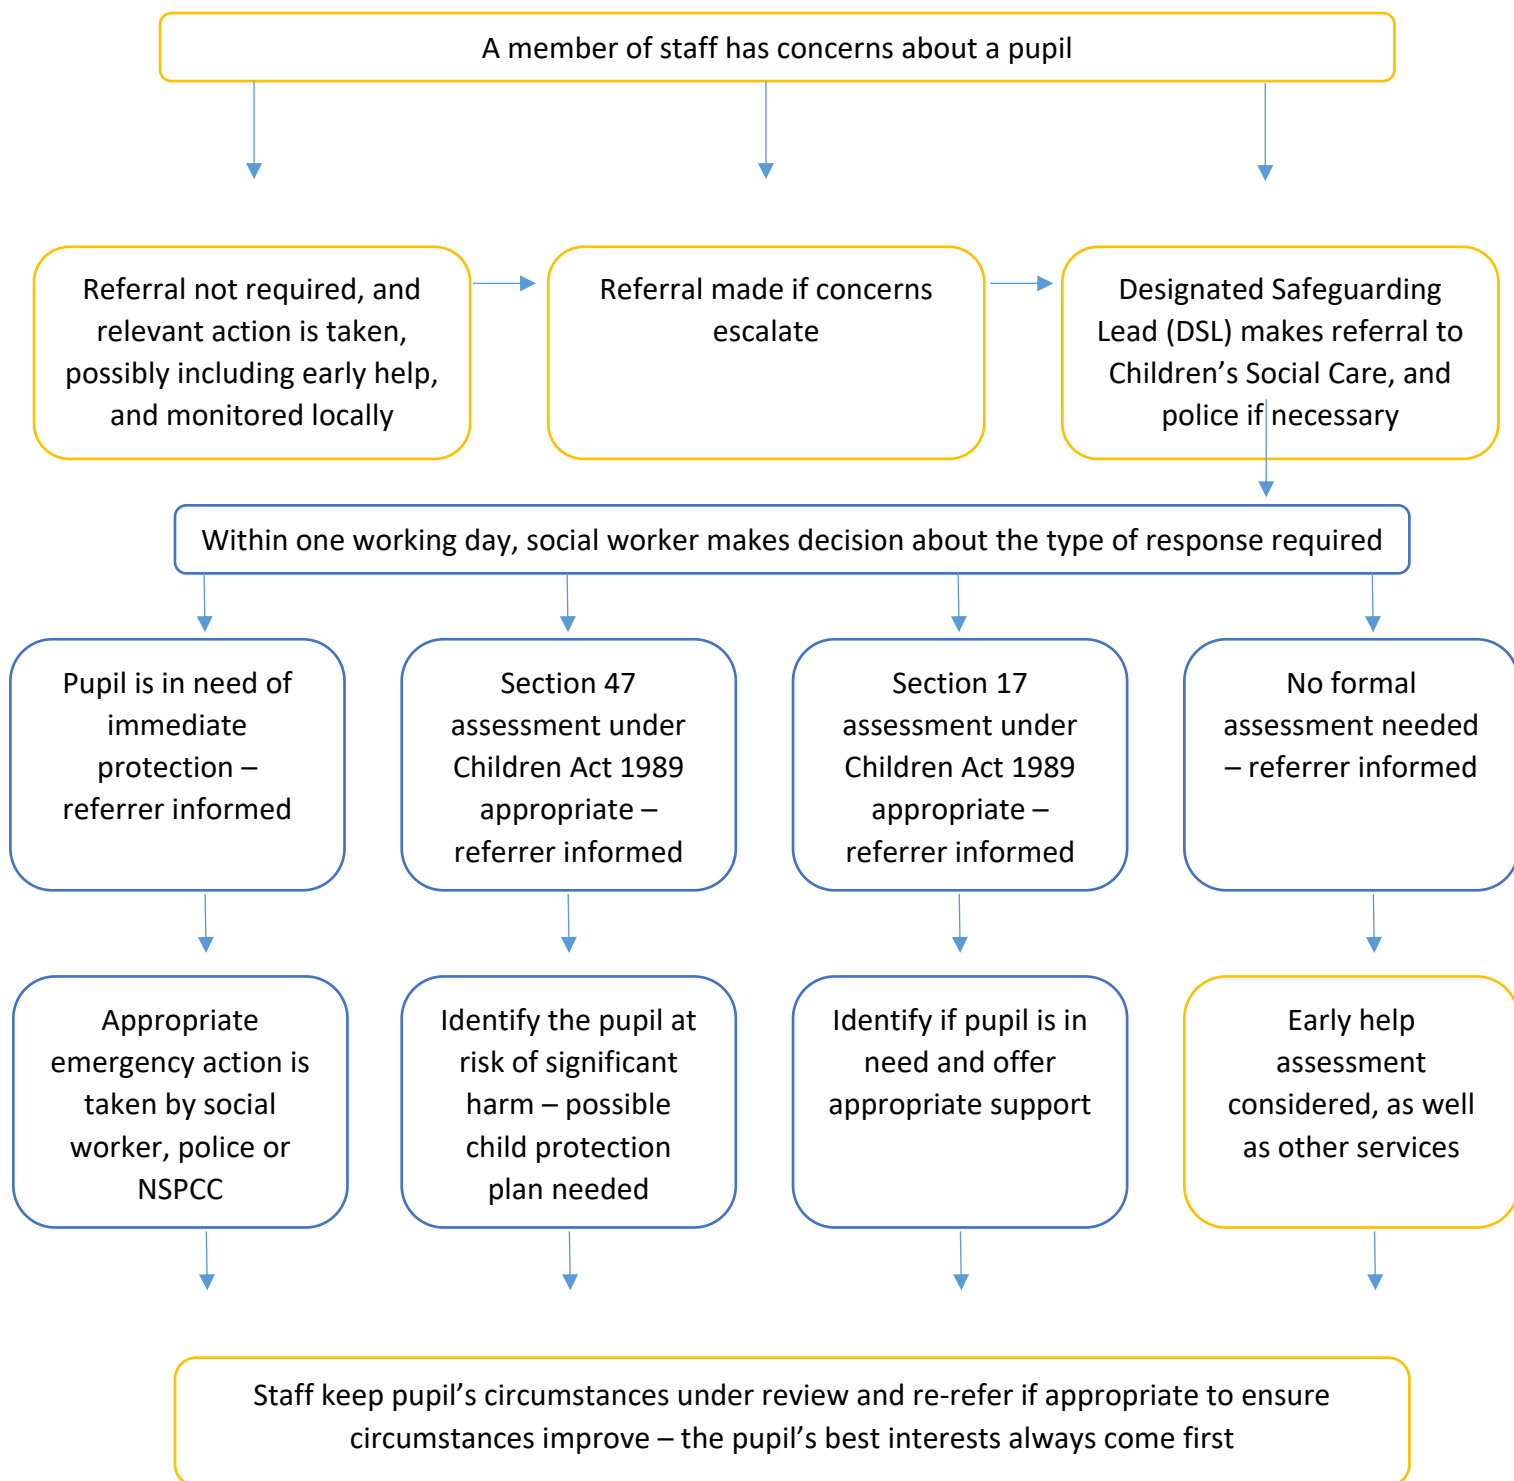 A member of staff has concerns about a pupil
Referral not required, and
relevant action is taken,
possibly including early help,
and monitored locally
Referral made if concerns
escalate
Designated Safeguarding
Lead (DSL) makes referral to
Children’s Social Care, and
police if necessary
Within one working day, social worker makes decision about the type of response required
Pupil is in need of
immediate
protection –
referrer informed
Section 47
assessment under
Children Act 1989
appropriate –
referrer informed
Section 17
assessment under
Children Act 1989
appropriate –
referrer informed
No formal
assessment needed
– referrer informed
Appropriate
emergency action is
taken by social
worker, police or
NSPCC
Identify the pupil at
risk of significant
harm – possible
child protection
plan needed
Identify if pupil is in
need and offer
appropriate support
Early help
assessment
considered, as well
as other services
Staff keep pupil’s circumstances under review and re-refer if appropriate to ensure
circumstances improve – the pupil’s best interests always come first